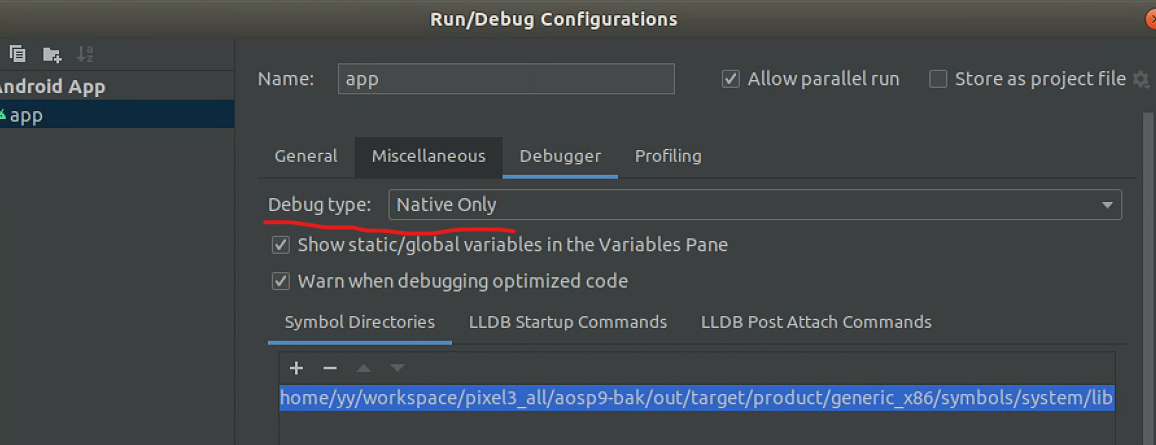 Run/Debug Configurations
Name: app
Allow parallel run
Store as project file
ndroid App
app
General Miscellaneous Debugger Profiling
Debug type: Native Only
Show static/global variables in the Variables Pane
Warn when debugging optimized code
Symbol Directories LLDB Startup Commands LLDB Post Attach Commands
home/yy/workspace/pixel3_all/aosp9-bak/out/target/product/generic_x86/symbols/system/lib